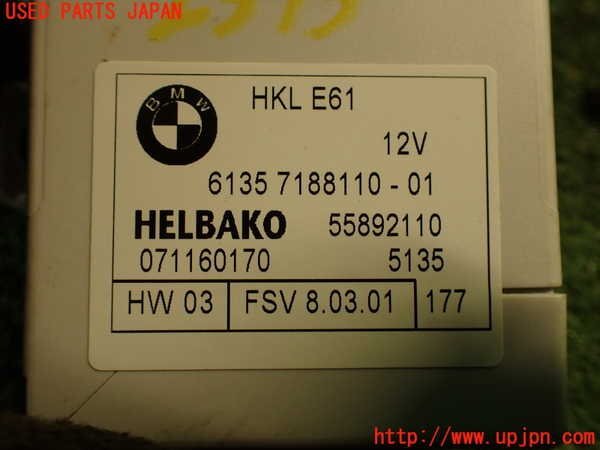 USED PARTS JAPAN
2373
BMW
HKL E61
12V
6135 7188110 - 01
HELBAKO 55892110
071160170 5135
HW 03 FSV 8.03.01 177
http://www.upjpn.com/